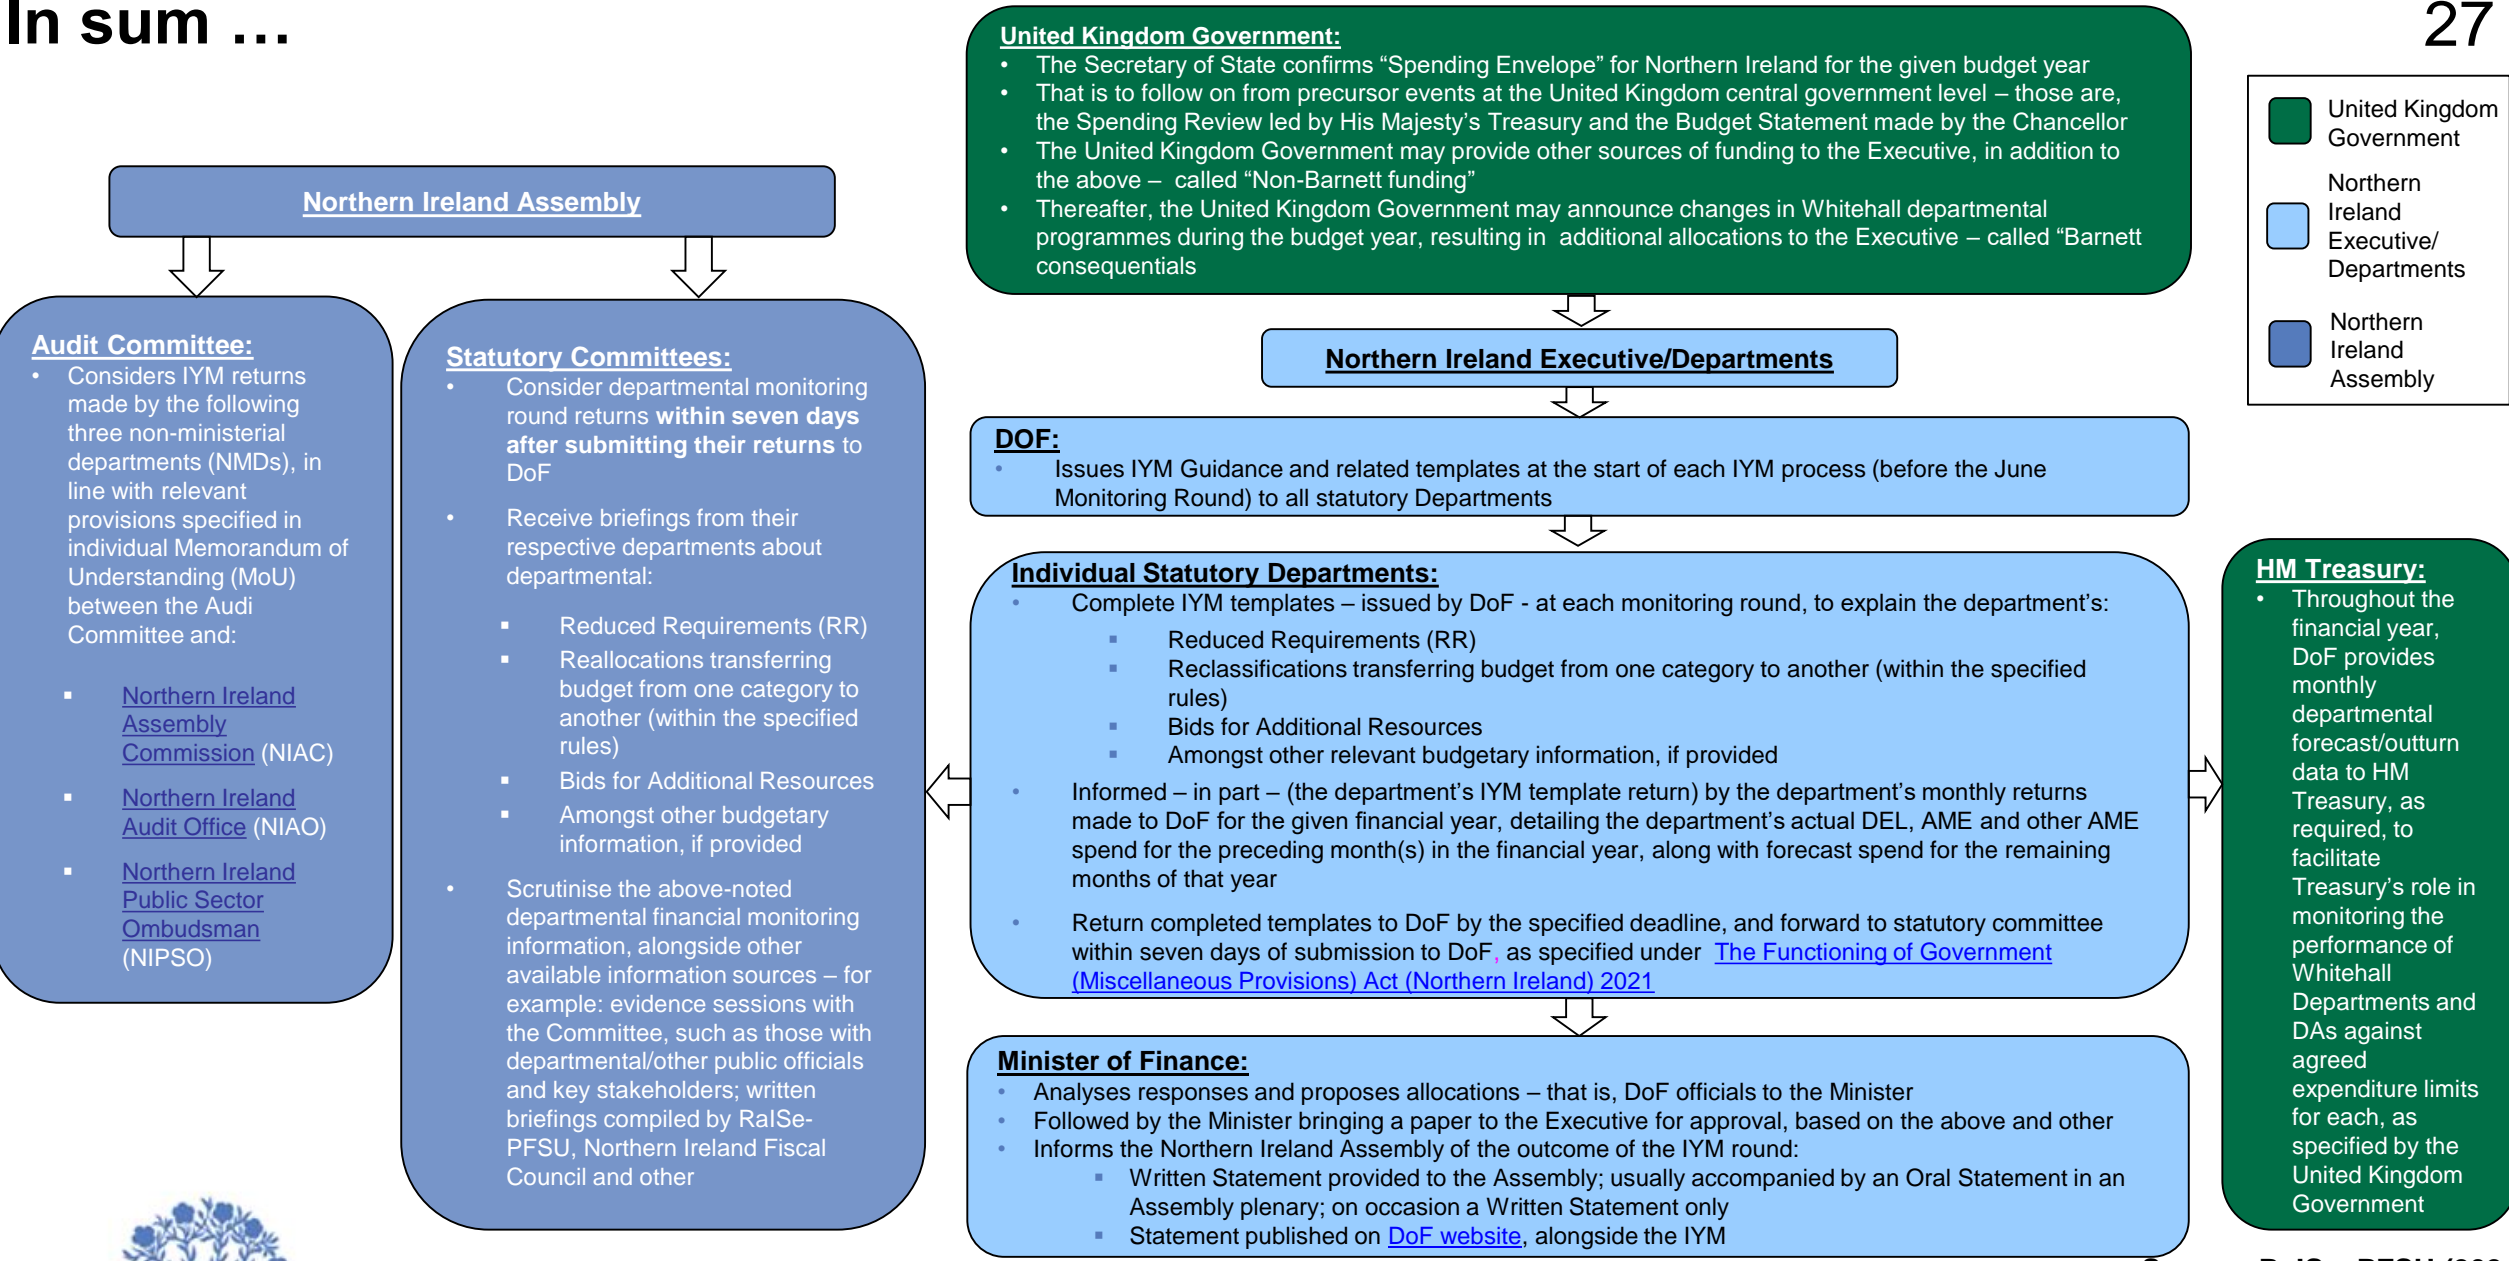 In sum …
27
United Kingdom Government:
• The Secretary of State confirms “Spending Envelope” for Northern Ireland for the given budget year
• That is to follow on from precursor events at the United Kingdom central government level – those are,
the Spending Review led by His Majesty’s Treasury and the Budget Statement made by the Chancellor
• The United Kingdom Government may provide other sources of funding to the Executive, in addition to
the above – called “Non-Barnett funding”
• Thereafter, the United Kingdom Government may announce changes in Whitehall departmental
programmes during the budget year, resulting in additional allocations to the Executive – called “Barnett
consequentials
United Kingdom
Government
Northern
Ireland
Executive/
Departments
Northern
Ireland
Assembly
Northern Ireland Assembly
Audit Committee:
• Considers IYM returns
made by the following
three non-ministerial
departments (NMDs), in
line with relevant
provisions specified in
individual Memorandum of
Understanding (MoU)
between the Audi
Committee and:
▪ Northern Ireland
Assembly
Commission (NIAC)
▪ Northern Ireland
Audit Office (NIAO)
▪ Northern Ireland
Public Sector
Ombudsman
(NIPSO)
Statutory Committees:
• Consider departmental monitoring
round returns within seven days
after submitting their returns to
DoF
• Receive briefings from their
respective departments about
departmental:
▪ Reduced Requirements (RR)
▪ Reallocations transferring
budget from one category to
another (within the specified
rules)
▪ Bids for Additional Resources
▪ Amongst other budgetary
information, if provided
• Scrutinise the above-noted
departmental financial monitoring
information, alongside other
available information sources – for
example: evidence sessions with
the Committee, such as those with
departmental/other public officials
and key stakeholders; written
briefings compiled by RaISe-
PFSU, Northern Ireland Fiscal
Council and other
Northern Ireland Executive/Departments
DOF:
• Issues IYM Guidance and related templates at the start of each IYM process (before the June
Monitoring Round) to all statutory Departments
Individual Statutory Departments:
• Complete IYM templates – issued by DoF - at each monitoring round, to explain the department’s:
▪ Reduced Requirements (RR)
▪ Reclassifications transferring budget from one category to another (within the specified
rules)
▪ Bids for Additional Resources
▪ Amongst other relevant budgetary information, if provided
• Informed – in part – (the department’s IYM template return) by the department’s monthly returns
made to DoF for the given financial year, detailing the department’s actual DEL, AME and other AME
spend for the preceding month(s) in the financial year, along with forecast spend for the remaining
months of that year
• Return completed templates to DoF by the specified deadline, and forward to statutory committee
within seven days of submission to DoF, as specified under The Functioning of Government
(Miscellaneous Provisions) Act (Northern Ireland) 2021
Minister of Finance:
• Analyses responses and proposes allocations – that is, DoF officials to the Minister
• Followed by the Minister bringing a paper to the Executive for approval, based on the above and other
• Informs the Northern Ireland Assembly of the outcome of the IYM round:
▪ Written Statement provided to the Assembly; usually accompanied by an Oral Statement in an
Assembly plenary; on occasion a Written Statement only
▪ Statement published on DoF website, alongside the IYM
HM Treasury:
• Throughout the
financial year,
DoF provides
monthly
departmental
forecast/outturn
data to HM
Treasury, as
required, to
facilitate
Treasury’s role in
monitoring the
performance of
Whitehall
Departments and
DAs against
agreed
expenditure limits
for each, as
specified by the
United Kingdom
Government